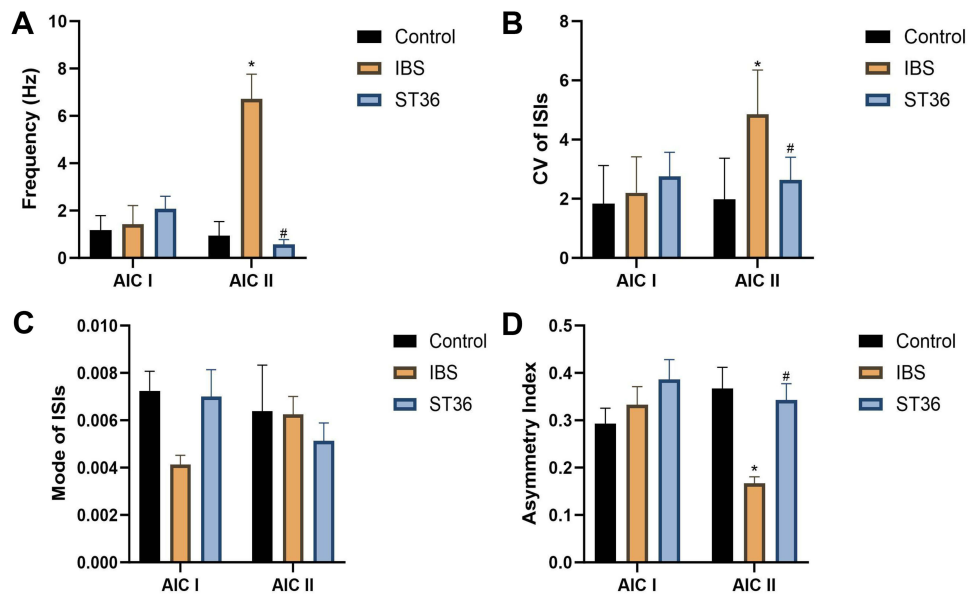 A
Frequency (Hz)
10
8
6
4
2
0
*
#
AIC I
AIC II
Control
IBS
ST36
B
CV of ISIs
8
6
4
2
0
*
#
AIC I
AIC II
Control
IBS
ST36
C
Mode of ISIs
0.010
0.008
0.006
0.004
0.002
0.000
AIC I
AIC II
Control
IBS
ST36
D
Asymmetry Index
0.5
0.4
0.3
0.2
0.1
0.0
*
#
AIC I
AIC II
Control
IBS
ST36